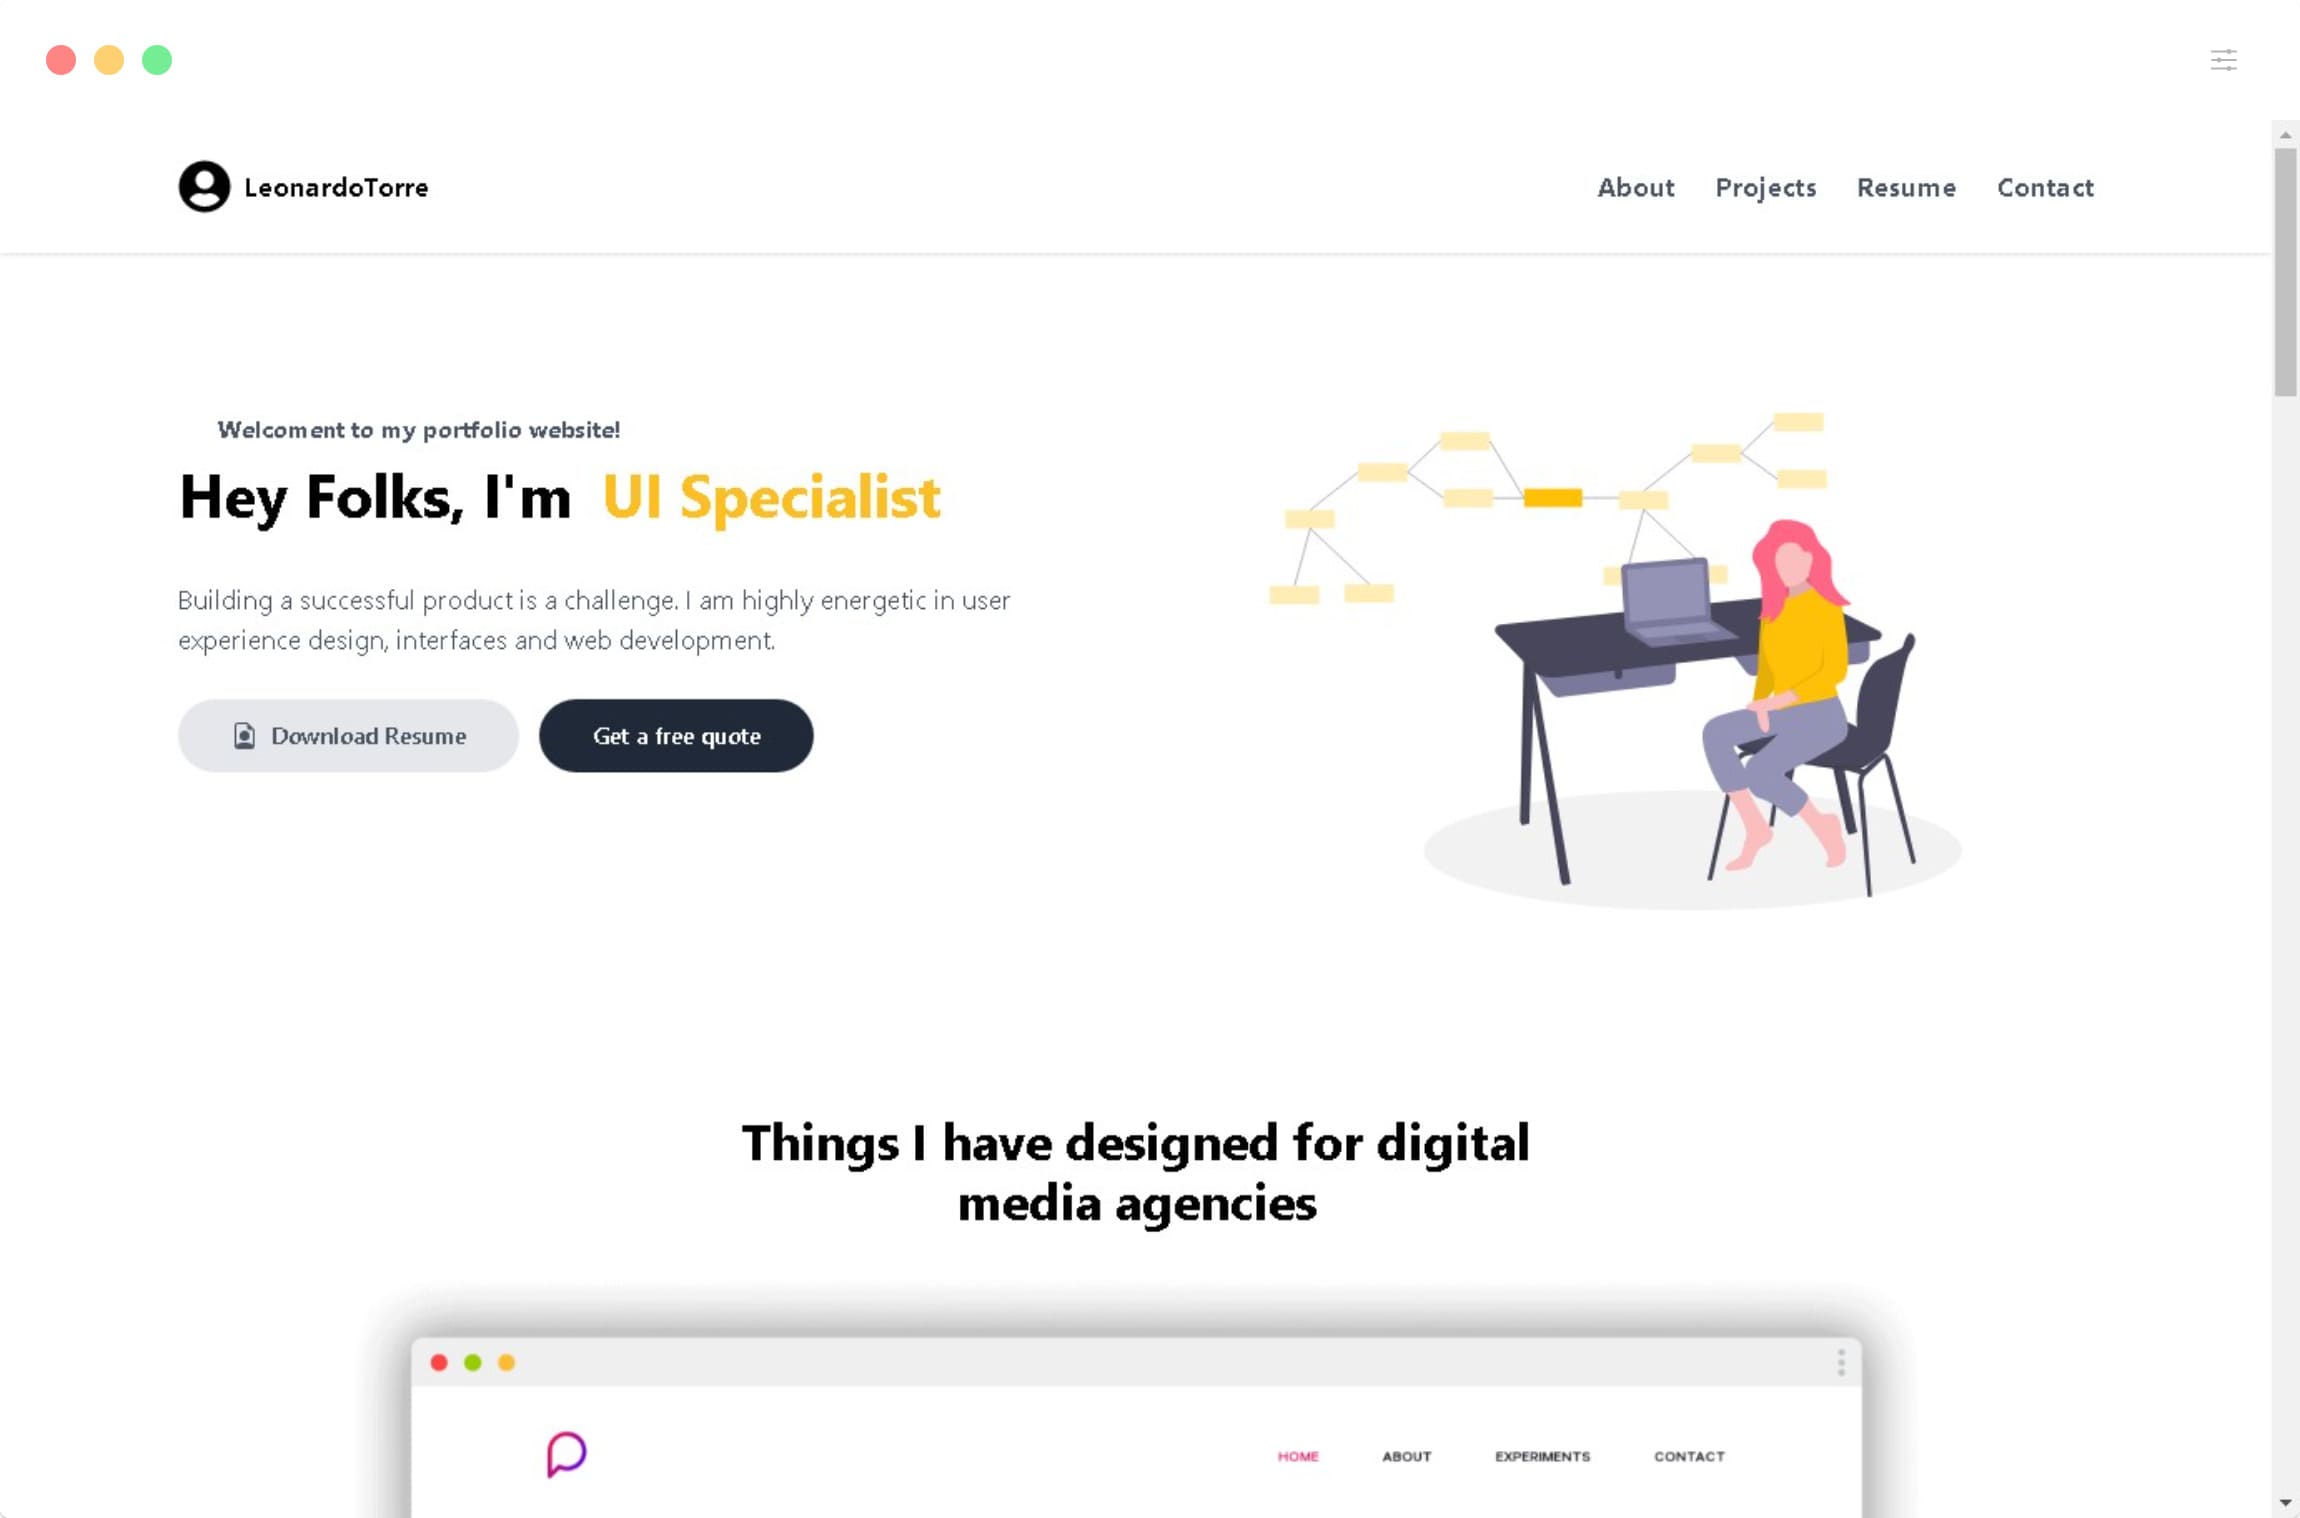 LeonardoTorre
About Projects Resume Contact
Welcoment to my portfolio website!
Hey Folks, I'm UI Specialist
Building a successful product is a challenge. I am highly energetic in user
experience design, interfaces and web development.
Download Resume
Get a free quote
Things I have designed for digital
media agencies
HOME ABOUT EXPERIMENTS CONTACT